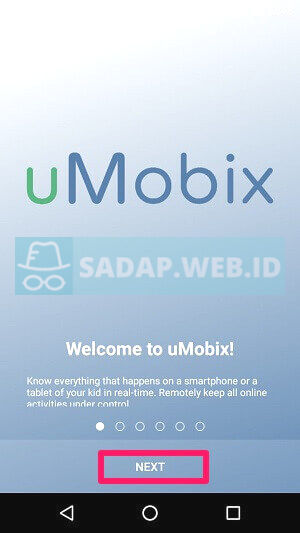 uMobix
SADAP.WEB.ID
Welcome to uMobix!
Know everything that happens on a smartphone or a
tablet of your kid in real-time. Remotely keep all online
activities under control
NEXT